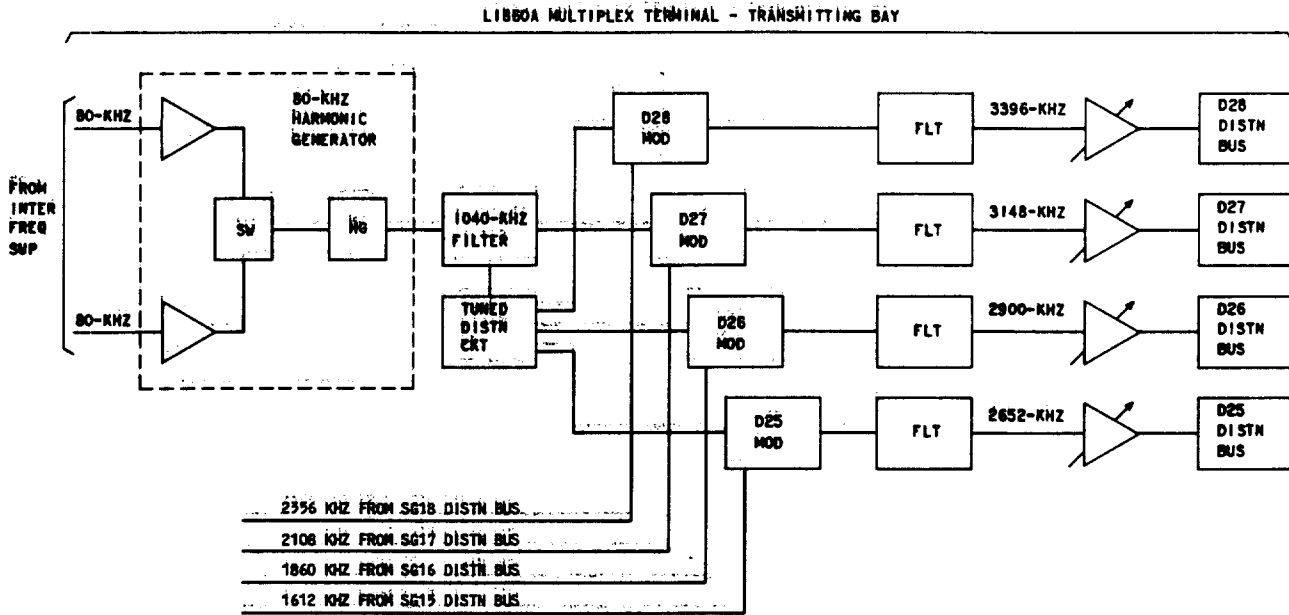 LIBBOA MULTIPLEX TERMINAL - TRANSMITTING BAY
80-KHZ
80-KHZ
HARMONIC
GENERATOR
FROM
INTER
FREQ
SUP
SW
HG
80-KHZ
1040-KHZ
FILTER
TUNED
DISTN
CKT
D28
MOD
FLT
3396-KHZ
D28
DISTN
BUS
D27
MOD
FLT
3148-KHZ
D27
DISTN
BUS
D26
MOD
FLT
2900-KHZ
D26
DISTN
BUS
D25
MOD
FLT
2652-KHZ
D25
DISTN
BUS
2356 KHZ FROM SG18 DISTN BUS
2108 KHZ FROM SG17 DISTN BUS
1860 KHZ FROM SG16 DISTN BUS
1612 KHZ FROM SG15 DISTN BUS